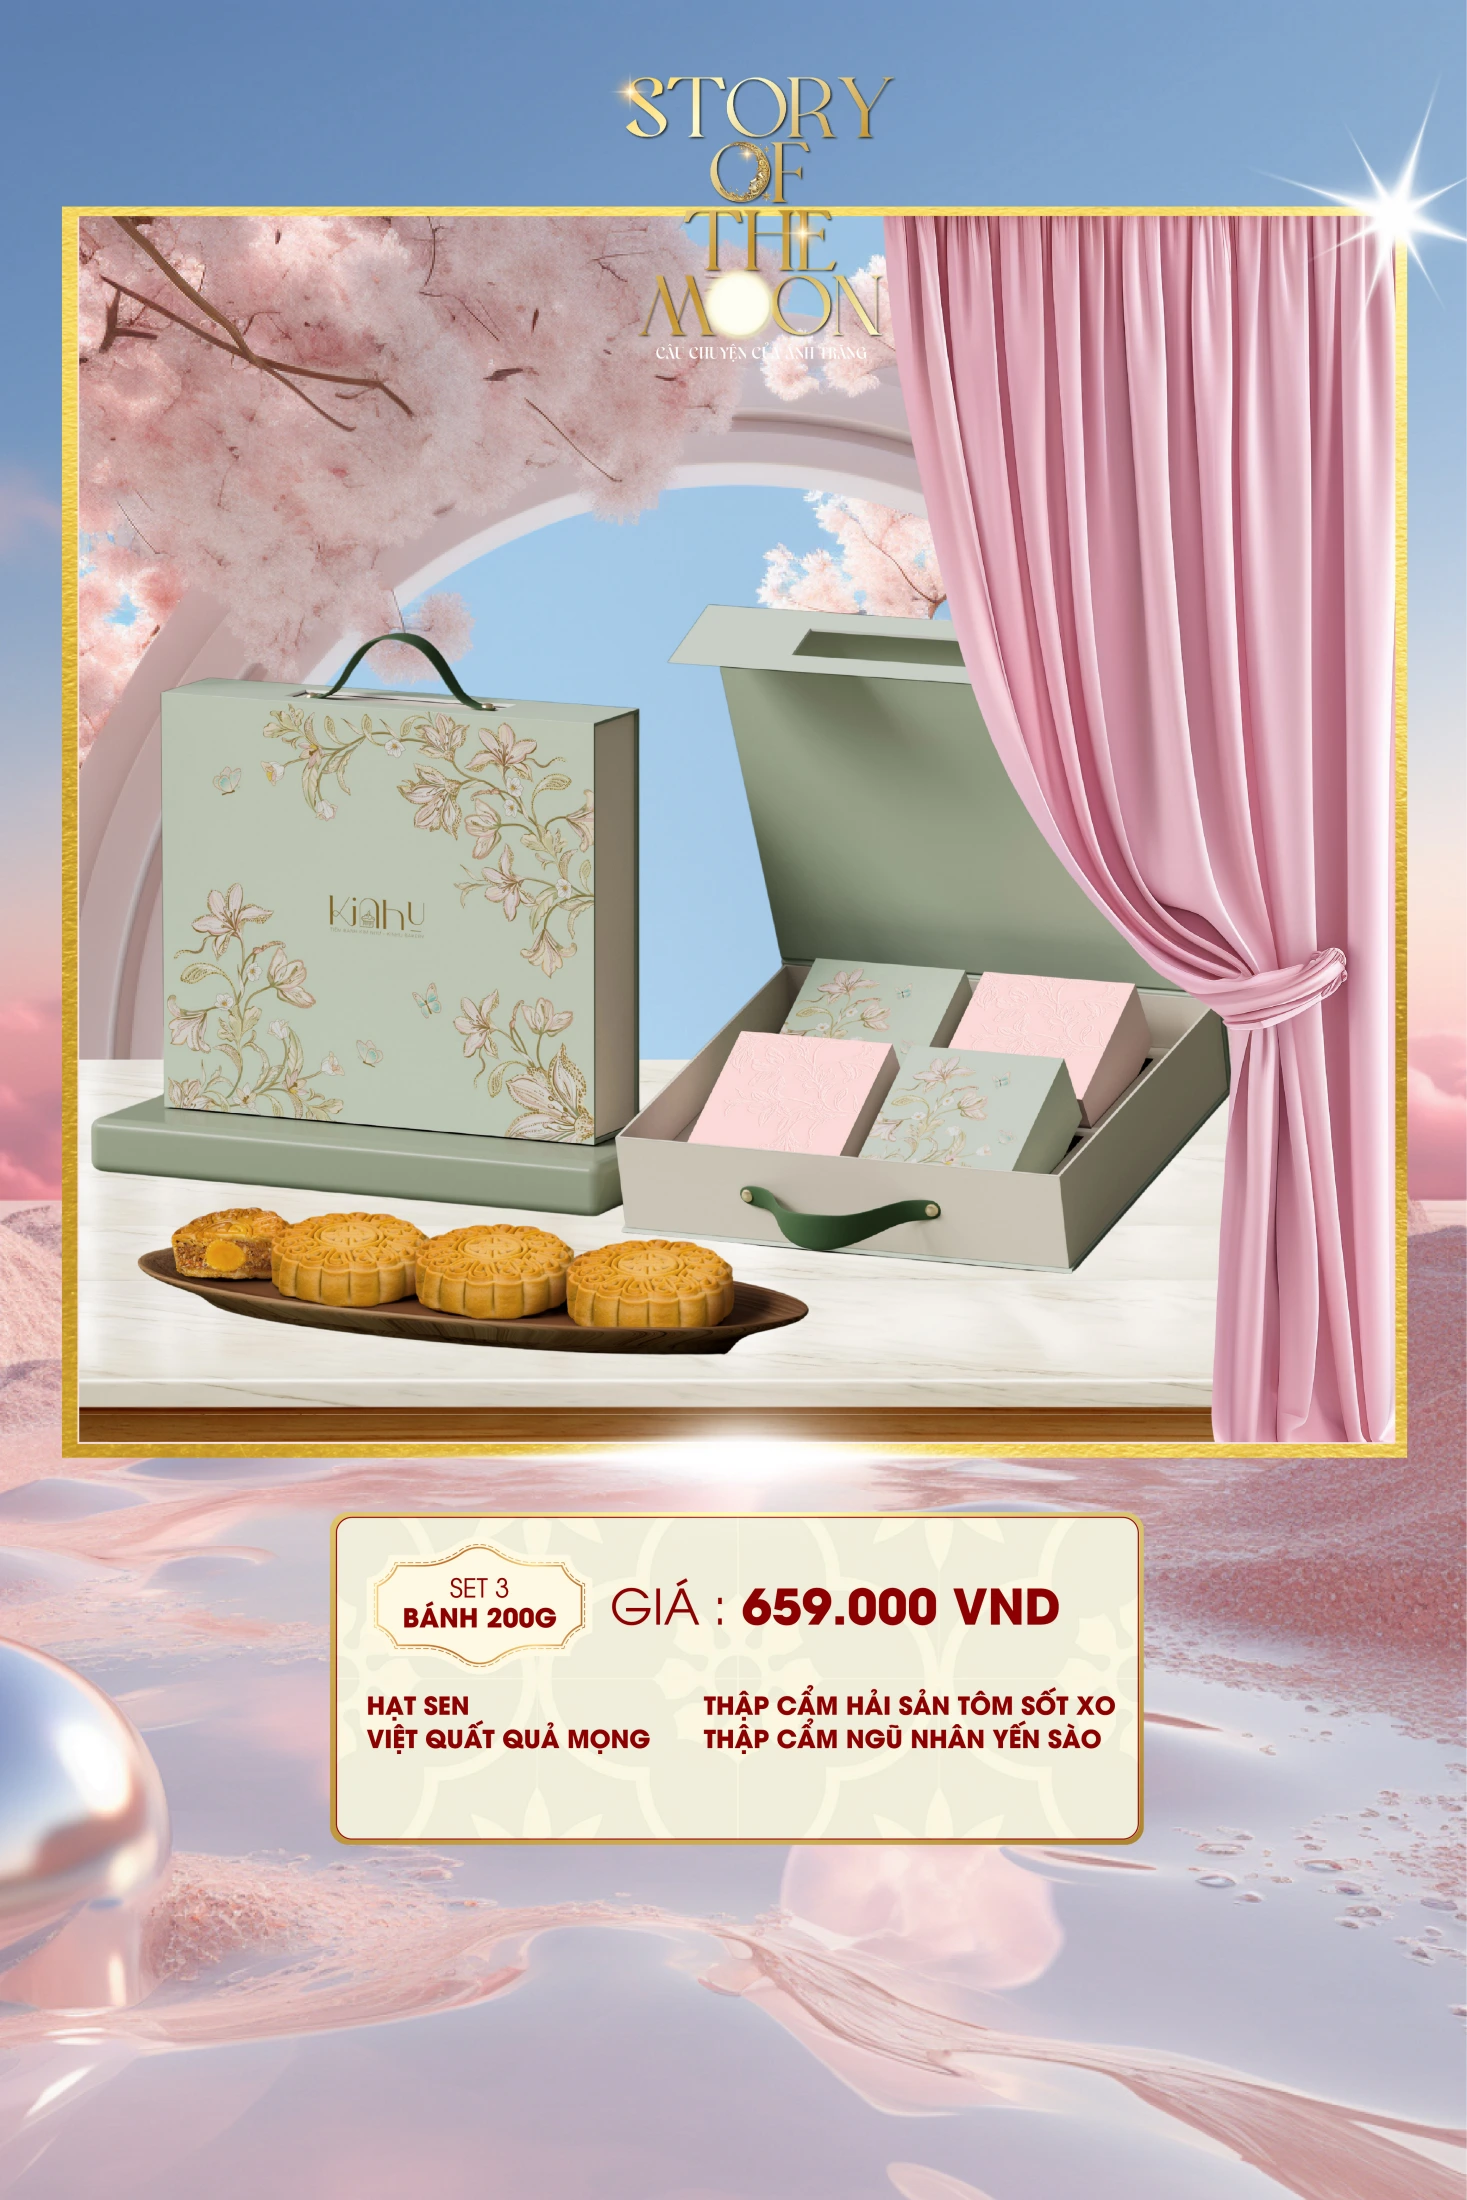 STORY
OF
THE
MOON
CÂU CHUYỆN CỦA ÁNH TRĂNG
KiNhU
SET 3
BÁNH 200G
GIÁ : 659.000 VND
HẠT SEN
VIỆT QUẤT QUẢ MỌNG
THẬP CẨM HẢI SẢN TÔM SỐT XO
THẬP CẨM NGŨ NHÂN YẾN SÀO